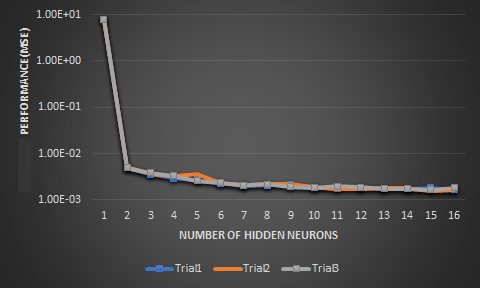 1.00E+01
1.00E+00
1.00E-01
1.00E-02
1.00E-03
PERFORMANCE(MSE)
1 2 3 4 5 6 7 8 9 10 11 12 13 14 15 16
NUMBER OF HIDDEN NEURONS
Trial1 Trial2 Trial3